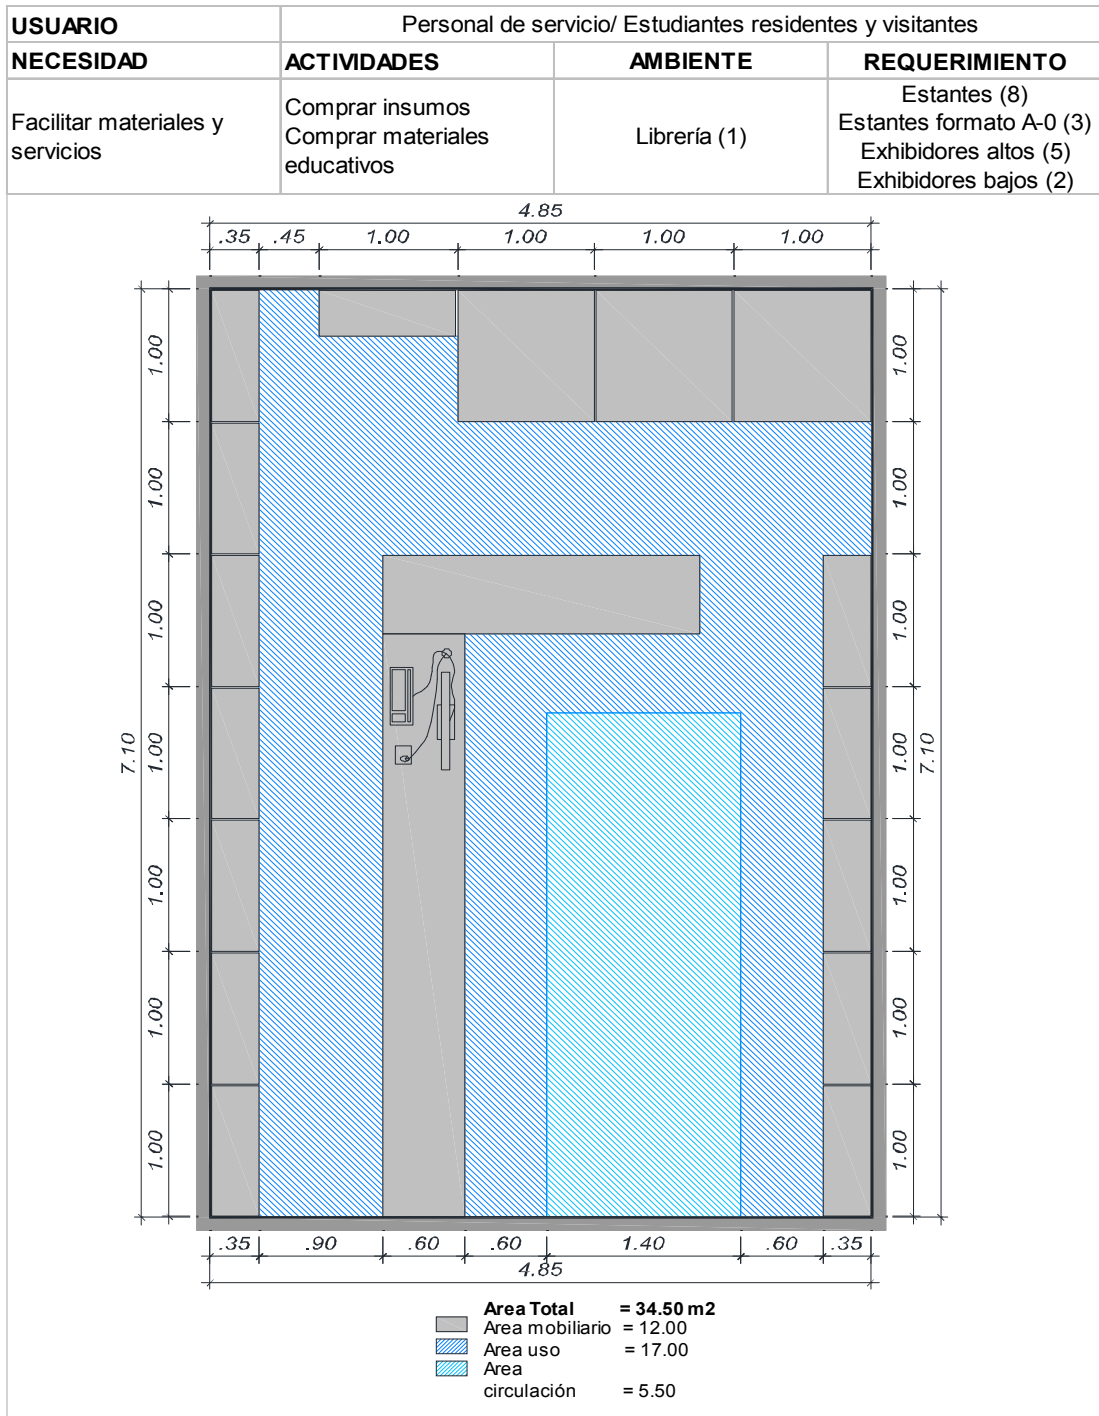 USUARIO Personal de servicio/ Estudiantes residentes y visitantes
NECESIDAD ACTIVIDADES AMBIENTE REQUERIMIENTO
Facilitar materiales y
servicios
Comprar insumos
Comprar materiales
educativos
Librería (1)
Estantes (8)
Estantes formato A-0 (3)
Exhibidores altos (5)
Exhibidores bajos (2)
4.85
.35 .45 1.00 1.00 1.00 1.00
7.10
1.00
1.00
1.00
1.00
1.00
1.00
1.00
1.00
1.00
1.00
1.00
1.00
1.00
1.00
7.10
.35 .90 .60 .60 1.40 .60 .35
4.85
Area Total = 34.50 m2
Area mobiliario = 12.00
Area uso = 17.00
Area
circulación = 5.50